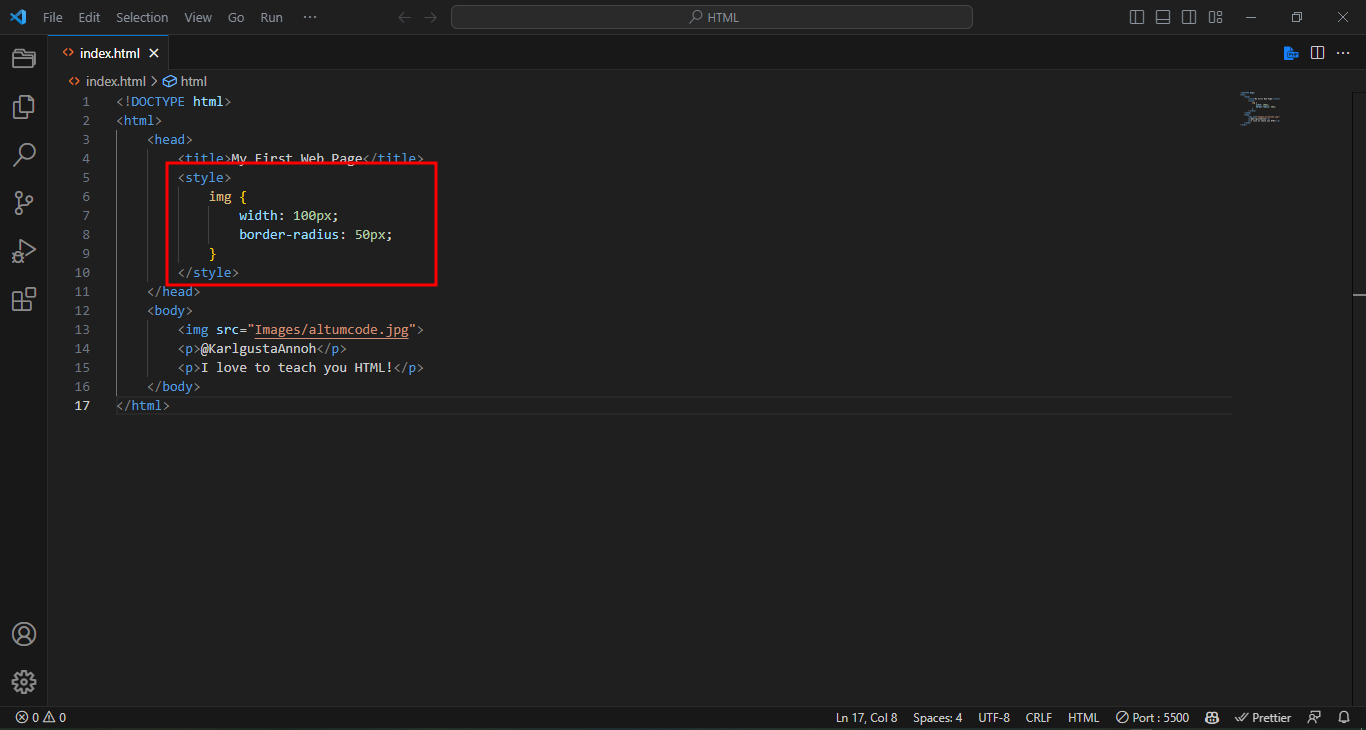 File Edit Selection View Go Run ···
HTML
index.html
index.html > html
1 <!DOCTYPE html>
2 <html>
3 <head>
4 <title>My First Web Page</title>
5 <style>
6 img {
7 width: 100px;
8 border-radius: 50px;
9 }
10 </style>
11 </head>
12 <body>
13 <img src="Images/altumcode.jpg">
14 <p>@KarlgustaAnnoh</p>
15 <p>I love to teach you HTML!</p>
16 </body>
17 </html>
0 0 Ln 17, Col 8 Spaces: 4 UTF-8 CRLF HTML Port : 5500 Prettier